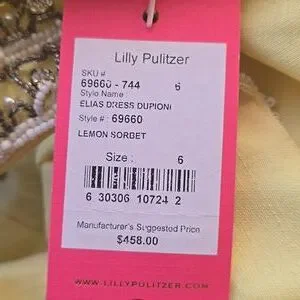 Lilly Pulitzer
SKU #
69660 - 744 6
Style Name
ELIAS DRESS DUPIONI
Style #: 69660
LEMON SORBET
Size: 6
6 30306 10724 2
Manufacturer's Suggested Price
$458.00
WWW.LILLYPULITZER.COM